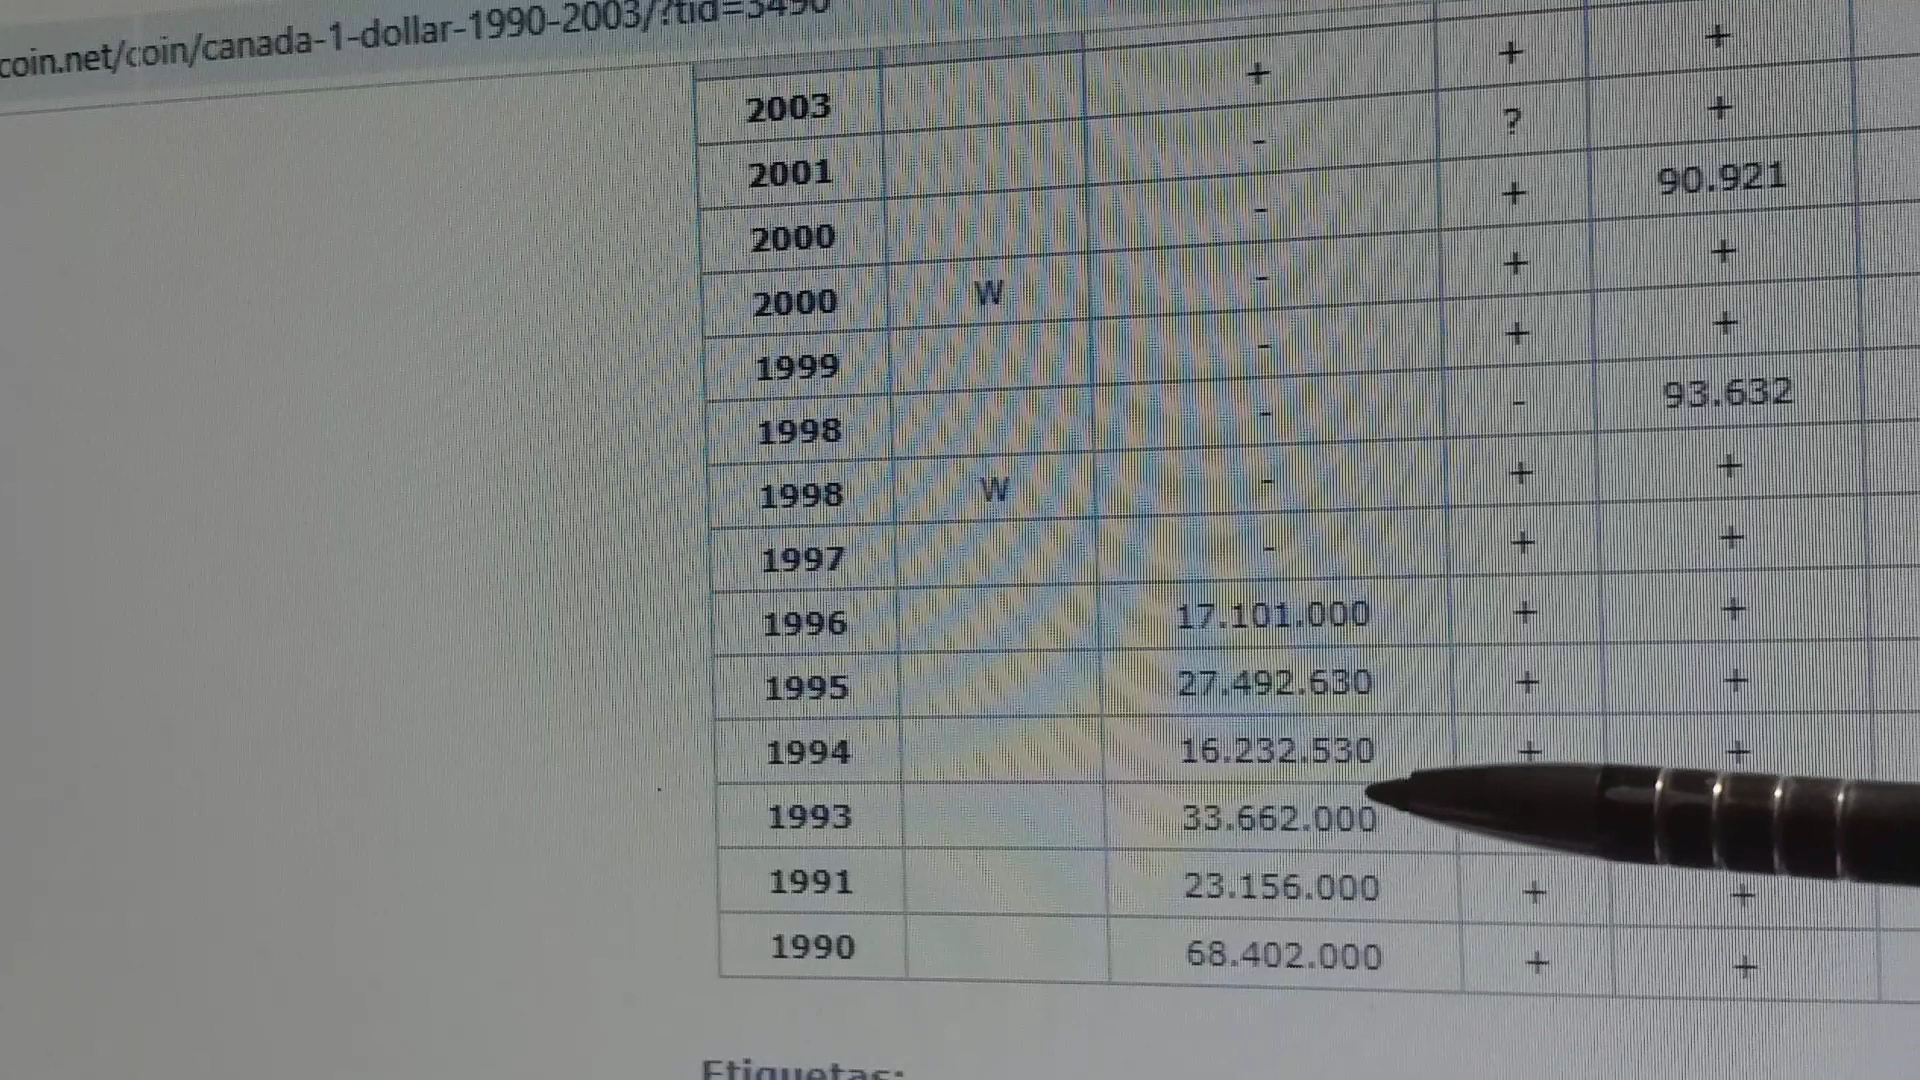 coin.net/coin/canada-1-dollar-1990-2003/?tid=3490
2003 + + +
2001 - ? +
2000 - + 90.921
2000 W - + +
1999 - + +
1998 - - 93.632
1998 W - + +
1997 - + +
1996 17.101.000 + +
1995 27.492.630 + +
1994 16.232.530 + +
1993 33.662.000
1991 23.156.000 + +
1990 68.402.000 + +
Etiquetas: